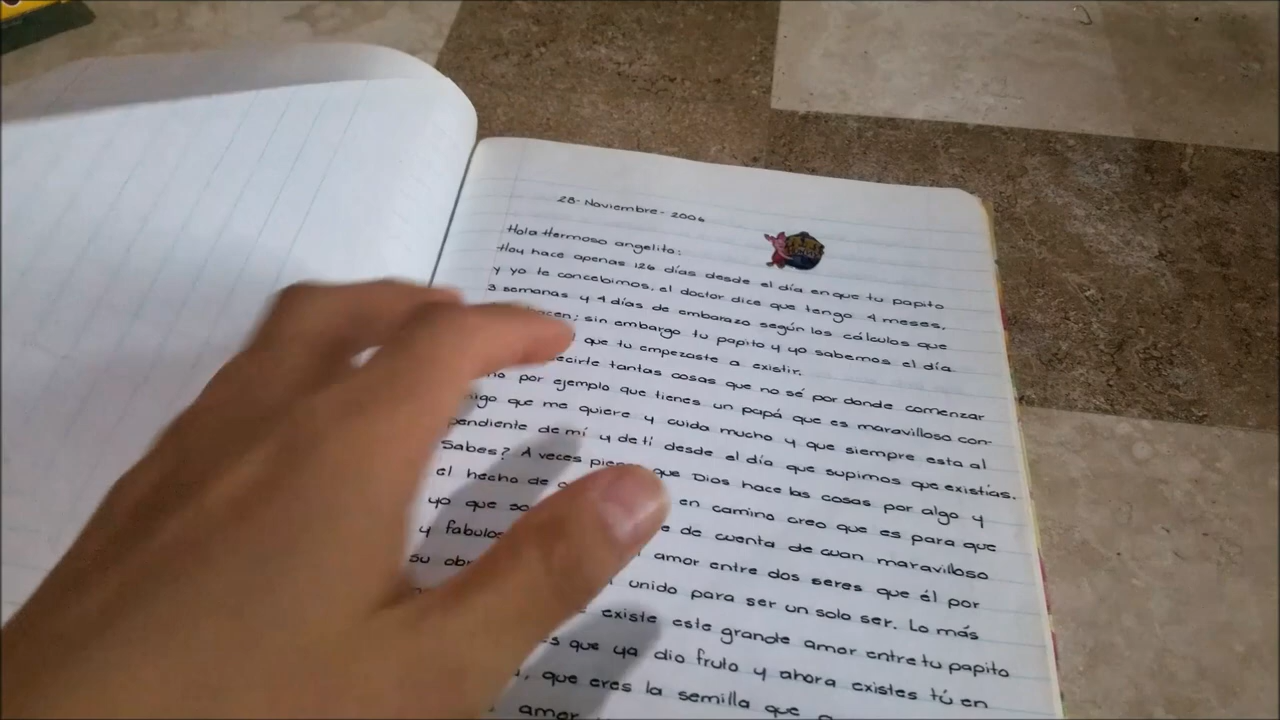 28-Noviembre-2006
Hola Hermoso angelito:
Hoy hace apenas 126 días desde el día en que tu papito
y yo te concebimos, el doctor dice que tengo 4 meses,
3 semanas y 4 días de embarazo según los cálculos que
hacen; sin embargo tu papito y yo sabemos el día
que tu empezaste a existir.
decirte tantas cosas que no sé por donde comenzar
por ejemplo que tienes un papá que es maravilloso con-
migo que me quiere y cuida mucho y que siempre esta al
pendiente de mí y de tí desde el día que supimos que existías.
Sabes? A veces que Dios hace las cosas por algo y
el hecho de en camino creo que es para que
yo que de cuenta de cuan maravilloso
y amor entre dos seres que él por
su unido para ser un solo ser. Lo más
existe este grande amor entre tu papito
que ya dio fruto y ahora existes tú en
que eres la semilla que
amor